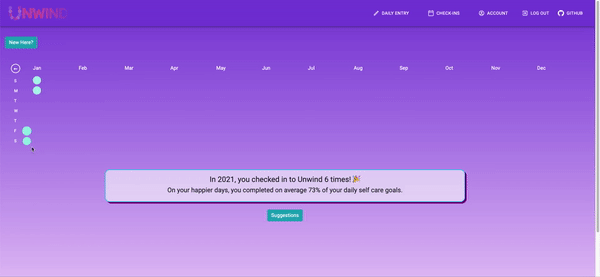 UNWIND
DAILY ENTRY
CHECK-INS
ACCOUNT
LOG OUT
GITHUB
New Here?
Jan Feb Mar Apr May Jun Jul Aug Sep Oct Nov Dec
S
M
T
W
T
F
S
In 2021, you checked in to Unwind 6 times! 🎉
On your happier days, you completed on average 73% of your daily self care goals.
Suggestions